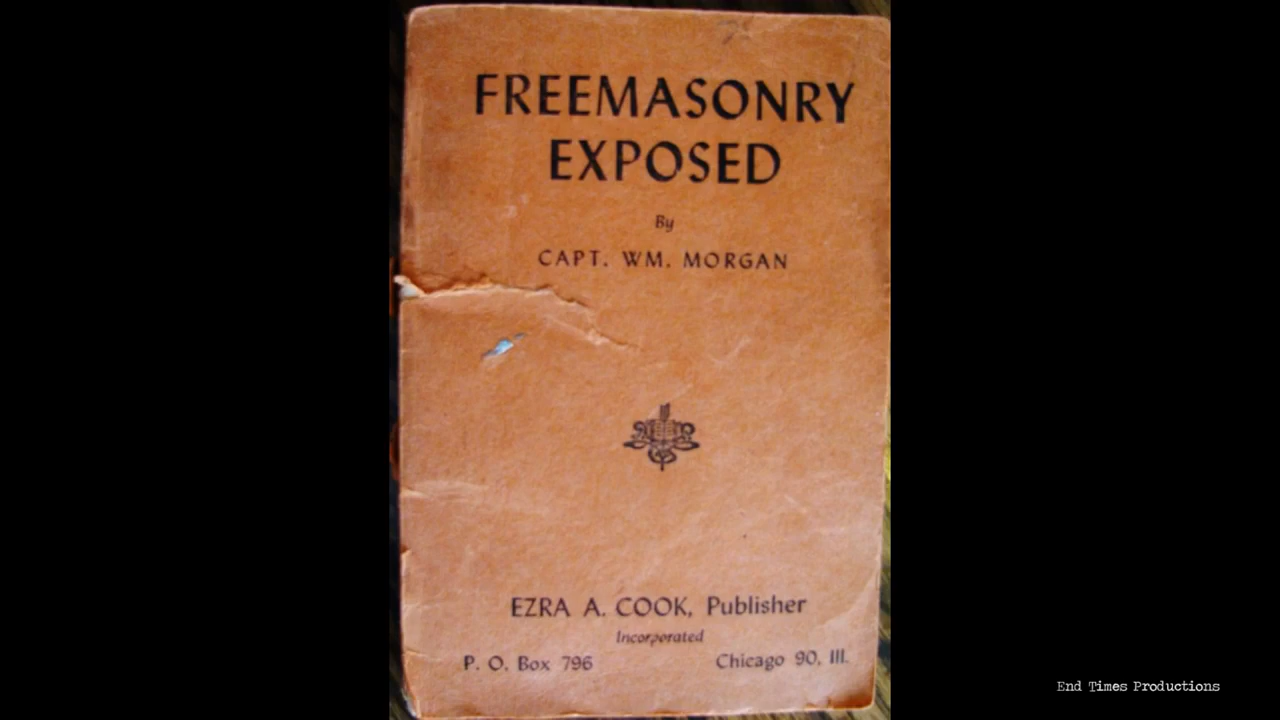 FREEMASONRY
EXPOSED
By
CAPT. WM. MORGAN
EZRA A. COOK, Publisher
Incorporated
P. O. Box 796 Chicago 90, Ill.
End Times Productions